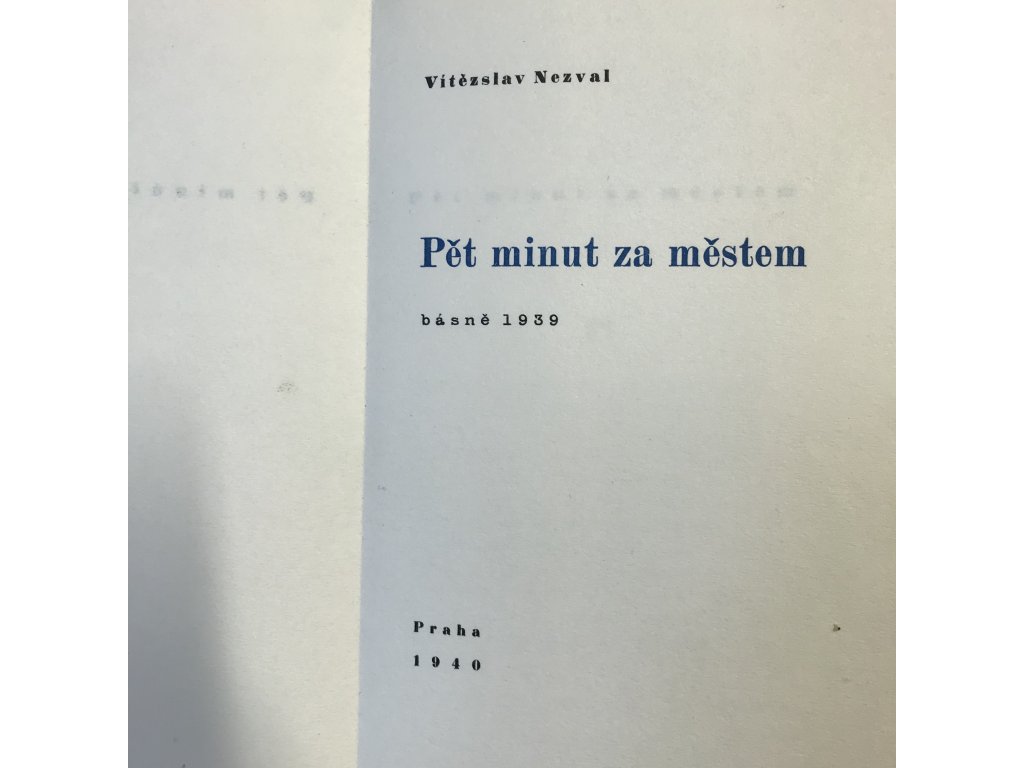 Vítězslav Nezval
Pět minut za městem
básně 1939
Praha
1940